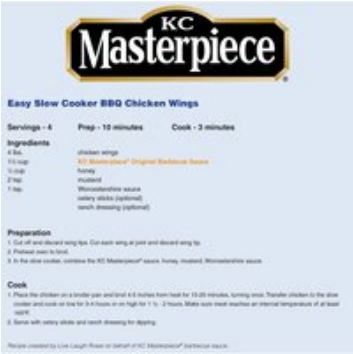 KC
Masterpiece
Easy Slow Cooker BBQ Chicken Wings
Servings - 4 Prep - 10 minutes Cook - 3 minutes
Ingredients
4 lbs. chicken wings
1½ cup KC Masterpiece® Original Barbecue Sauce
cup honey
2 tsp mustard
1 tsp. Worcestershire sauce
celery sticks (optional)
ranch dressing (optional)
Preparation
1. Cut off and discard wing tips. Cut each wing at joint and discard wing tip.
2. Preheat oven to broil.
3. In the slow cooker, combine the KC Masterpiece® sauce, honey, mustard, Worcestershire sauce.
Cook
1. Place the chicken on a broiler pan and broil 4-5 inches from heat for 15-20 minutes, turning once. Transfer chicken to the slow
cooker and cook on low for 3-4 hours or on high for 1 ½ - 2 hours. Make sure meat reaches an internal temperature of at least
165°F.
2. Serve with celery sticks and ranch dressing for dipping.
Recipe created by Live Laugh Rowe on behalf of KC Masterpiece® barbecue sauce.